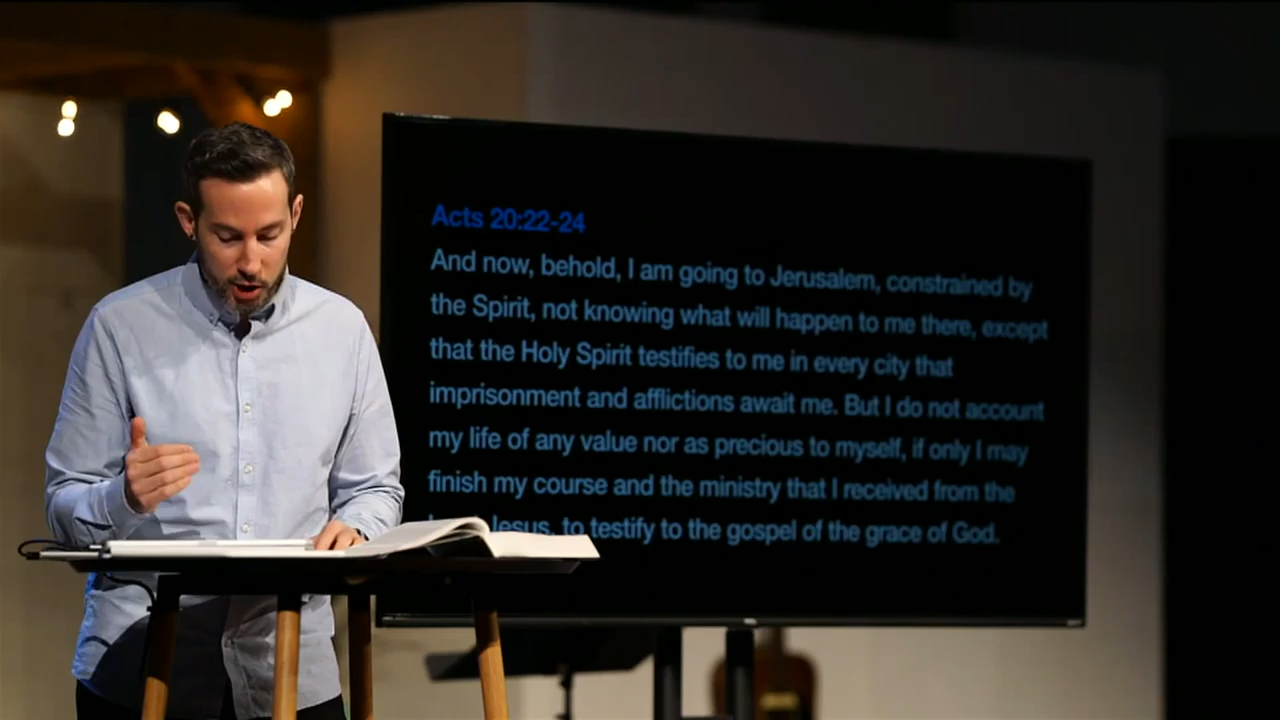 Acts 20:22-24
And now, behold, I am going to Jerusalem, constrained by
the Spirit, not knowing what will happen to me there, except
that the Holy Spirit testifies to me in every city that
imprisonment and afflictions await me. But I do not account
my life of any value nor as precious to myself, if only I may
finish my course and the ministry that I received from the
Jesus, to testify to the gospel of the grace of God.